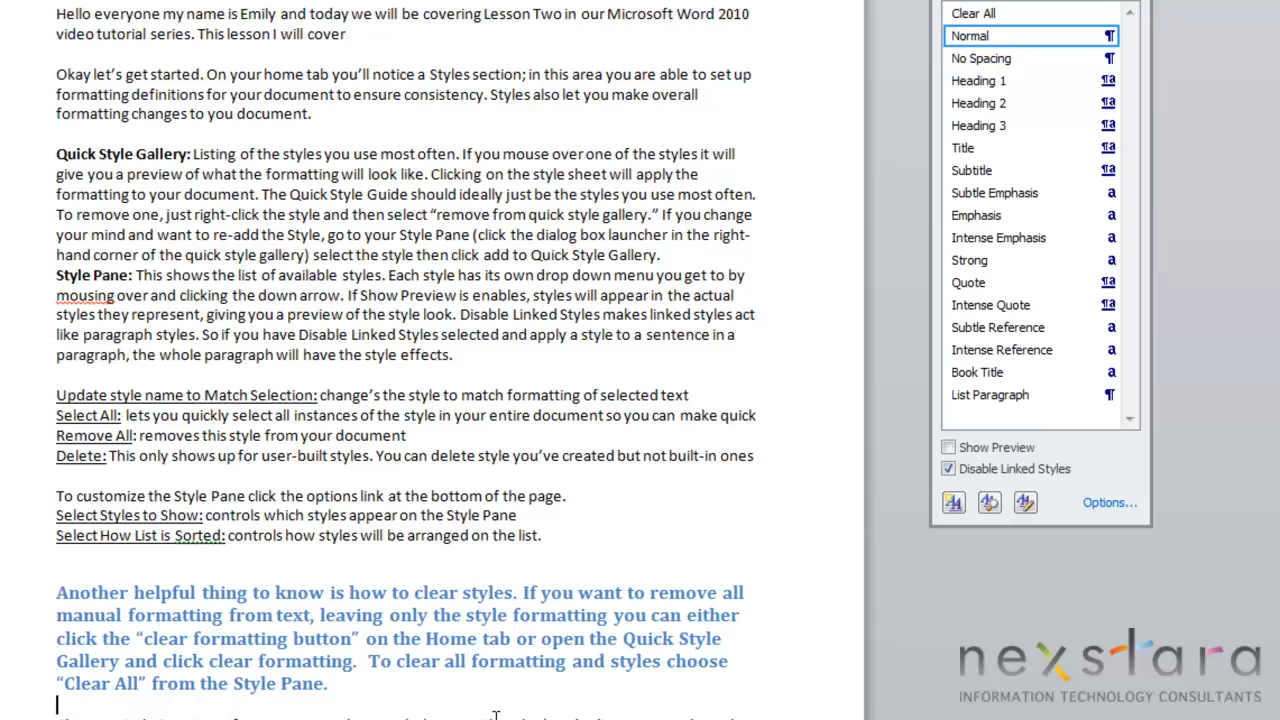 Hello everyone my name is Emily and today we will be covering Lesson Two in our Microsoft Word 2010
video tutorial series. This lesson I will cover
Okay let's get started. On your home tab you'll notice a Styles section; in this area you are able to set up
formatting definitions for your document to ensure consistency. Styles also let you make overall
formatting changes to you document.
Quick Style Gallery: Listing of the styles you use most often. If you mouse over one of the styles it will
give you a preview of what the formatting will look like. Clicking on the style sheet will apply the
formatting to your document. The Quick Style Guide should ideally just be the styles you use most often.
To remove one, just right-click the style and then select “remove from quick style gallery.” If you change
your mind and want to re-add the Style, go to your Style Pane (click the dialog box launcher in the right-
hand corner of the quick style gallery) select the style then click add to Quick Style Gallery.
Style Pane: This shows the list of available styles. Each style has its own drop down menu you get to by
mousing over and clicking the down arrow. If Show Preview is enables, styles will appear in the actual
styles they represent, giving you a preview of the style look. Disable Linked Styles makes linked styles act
like paragraph styles. So if you have Disable Linked Styles selected and apply a style to a sentence in a
paragraph, the whole paragraph will have the style effects.
Update style name to Match Selection: change's the style to match formatting of selected text
Select All: lets you quickly select all instances of the style in your entire document so you can make quick
Remove All: removes this style from your document
Delete: This only shows up for user-built styles. You can delete style you've created but not built-in ones
To customize the Style Pane click the options link at the bottom of the page.
Select Styles to Show: controls which styles appear on the Style Pane
Select How List is Sorted: controls how styles will be arranged on the list.
Another helpful thing to know is how to clear styles. If you want to remove all
manual formatting from text, leaving only the style formatting you can either
click the “clear formatting button” on the Home tab or open the Quick Style
Gallery and click clear formatting. To clear all formatting and styles choose
“Clear All” from the Style Pane.
Clear All
Normal ¶
No Spacing ¶
Heading 1 ¶a
Heading 2 ¶a
Heading 3 ¶a
Title ¶a
Subtitle ¶a
Subtle Emphasis a
Emphasis a
Intense Emphasis a
Strong a
Quote ¶a
Intense Quote ¶a
Subtle Reference a
Intense Reference a
Book Title a
List Paragraph ¶
Show Preview
Disable Linked Styles
Options...
nexstara
INFORMATION TECHNOLOGY CONSULTANTS